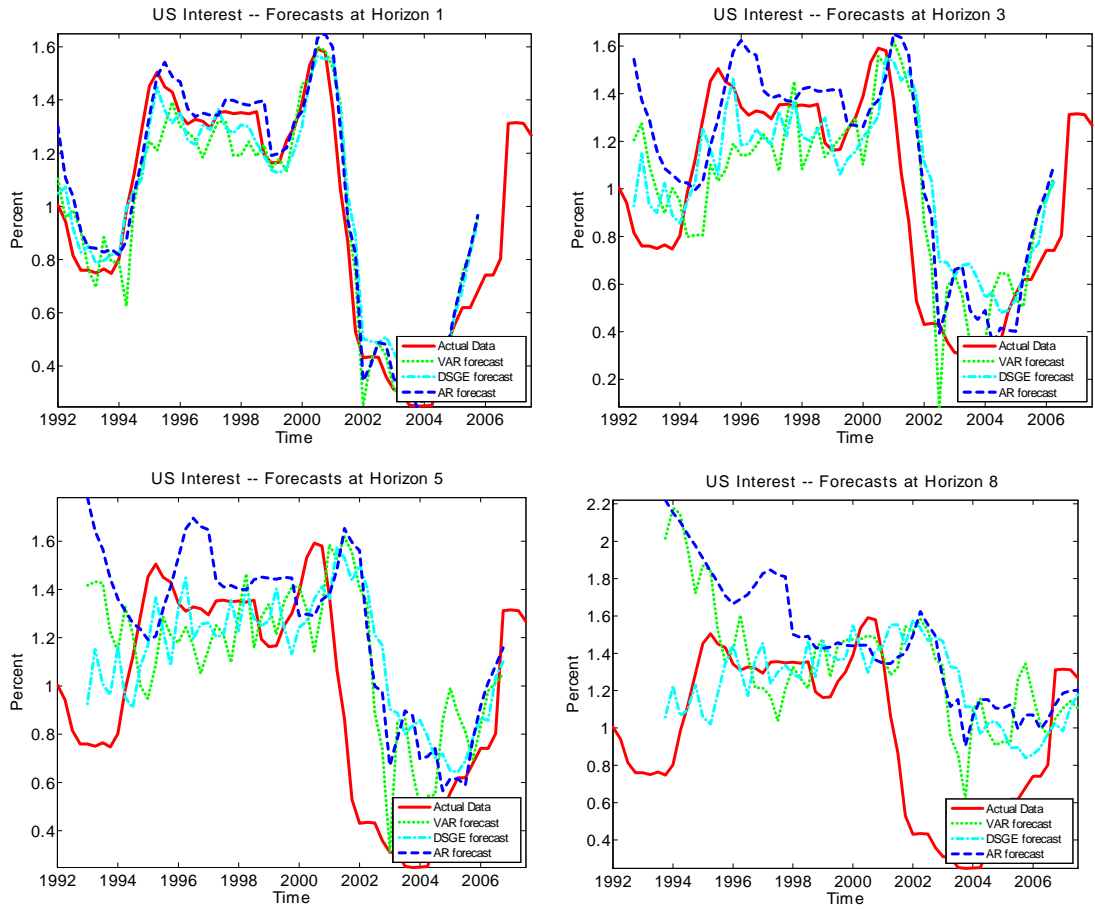 US Interest -- Forecasts at Horizon 1
1.6
1.4
1.2
1
0.8
0.6
0.4
Percent
1992 1994 1996 1998 2000 2002 2004 2006
Time
Actual Data
VAR forecast
DSGE forecast
AR forecast
US Interest -- Forecasts at Horizon 3
1.6
1.4
1.2
1
0.8
0.6
0.4
0.2
Percent
1992 1994 1996 1998 2000 2002 2004 2006
Time
Actual Data
VAR forecast
DSGE forecast
AR forecast
US Interest -- Forecasts at Horizon 5
1.6
1.4
1.2
1
0.8
0.6
0.4
Percent
1992 1994 1996 1998 2000 2002 2004 2006
Time
Actual Data
VAR forecast
DSGE forecast
AR forecast
US Interest -- Forecasts at Horizon 8
2.2
2
1.8
1.6
1.4
1.2
1
0.8
0.6
0.4
Percent
1992 1994 1996 1998 2000 2002 2004 2006
Time
Actual Data
VAR forecast
DSGE forecast
AR forecast